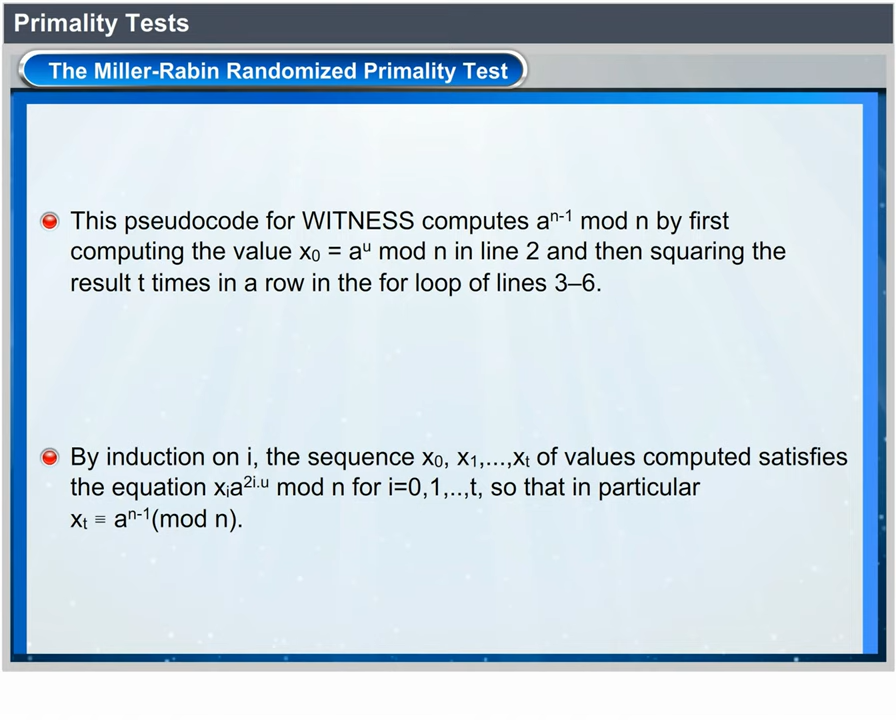 Primality Tests
The Miller-Rabin Randomized Primality Test
This pseudocode for WITNESS computes aⁿ⁻¹ mod n by first
computing the value x₀ = aᵘ mod n in line 2 and then squaring the
result t times in a row in the for loop of lines 3–6.
By induction on i, the sequence x₀, x₁,...,xₜ of values computed satisfies
the equation xᵢa²ⁱ·ᵘ mod n for i=0,1,..,t, so that in particular
xₜ ≡ aⁿ⁻¹(mod n).